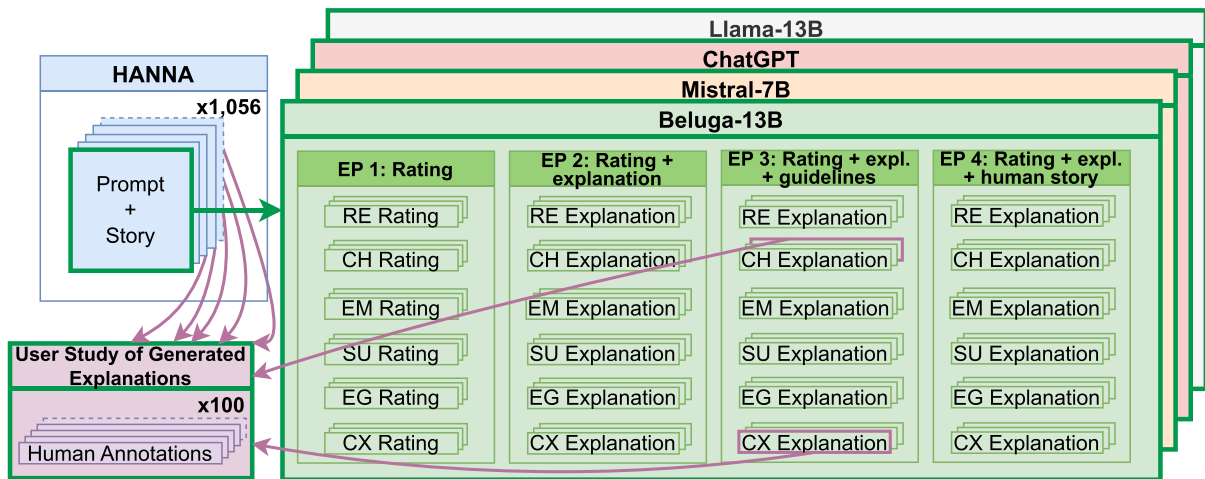 Llama-13B
ChatGPT
Mistral-7B
Beluga-13B
HANNA
x1,056
Prompt
+
Story
User Study of Generated
Explanations
x100
Human Annotations
EP 1: Rating
RE Rating
CH Rating
EM Rating
SU Rating
EG Rating
CX Rating
EP 2: Rating +
explanation
RE Explanation
CH Explanation
EM Explanation
SU Explanation
EG Explanation
CX Explanation
EP 3: Rating + expl.
+ guidelines
RE Explanation
CH Explanation
EM Explanation
SU Explanation
EG Explanation
CX Explanation
EP 4: Rating + expl.
+ human story
RE Explanation
CH Explanation
EM Explanation
SU Explanation
EG Explanation
CX Explanation